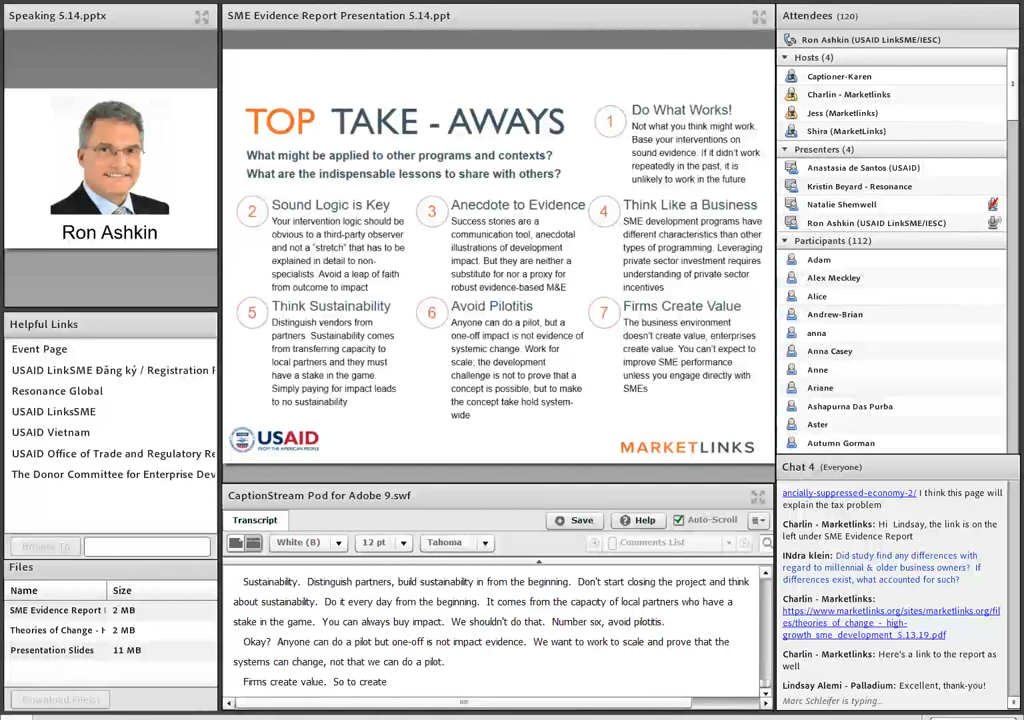 Speaking 5.14.pptx
Ron Ashkin
Helpful Links
Event Page
USAID LinkSME Đăng ký / Registration
Resonance Global
USAID LinksSME
USAID Vietnam
USAID Office of Trade and Regulatory Re
The Donor Committee for Enterprise Dev
Browse To
Files
Name Size
SME Evidence Report 2 MB
Theories of Change - 2 MB
Presentation Slides 11 MB
Download File(s)
SME Evidence Report Presentation 5.14.ppt
TOP TAKE - AWAYS
What might be applied to other programs and contexts?
What are the indispensable lessons to share with others?
1
Do What Works!
Not what you think might work.
Base your interventions on
sound evidence. If it didn't work
repeatedly in the past, it is
unlikely to work in the future
2
Sound Logic is Key
Your intervention logic should be
obvious to a third-party observer
and not a "stretch" that has to be
explained in detail to non-
specialists. Avoid a leap of faith
from outcome to impact
3
Anecdote to Evidence
Success stories are a
communication tool, anecdotal
illustrations of development
impact. But they are neither a
substitute for nor a proxy for
robust evidence-based M&E
4
Think Like a Business
SME development programs have
different characteristics than other
types of programming. Leveraging
private sector investment requires
understanding of private sector
incentives
5
Think Sustainability
Distinguish vendors from
partners. Sustainability comes
from transferring capacity to
local partners and they must
have a stake in the game.
Simply paying for impact leads
to no sustainability
6
Avoid Pilotitis
Anyone can do a pilot, but a
one-off impact is not evidence of
systemic change. Work for
scale; the development
challenge is not to prove that a
concept is possible, but to make
the concept take hold system-
wide
7
Firms Create Value
The business environment
doesn't create value, enterprises
create value. You can't expect to
improve SME performance
unless you engage directly with
SMEs
USAID
FROM THE AMERICAN PEOPLE
MARKETLINKS
CaptionStream Pod for Adobe 9.swf
Transcript
Save Help Auto-Scroll
White (B) 12 pt Tahoma Comments List
Sustainability. Distinguish partners, build sustainability in from the beginning. Don't start closing the project and think
about sustainability. Do it every day from the beginning. It comes from the capacity of local partners who have a
stake in the game. You can always buy impact. We shouldn't do that. Number six, avoid pilotitis.
Okay? Anyone can do a pilot but one-off is not impact evidence. We want to work to scale and prove that the
systems can change, not that we can do a pilot.
Firms create value. So to create
Attendees (120)
Ron Ashkin (USAID LinkSME/IESC)
Hosts (4)
Captioner-Karen
Charlin - Marketlinks
Jess (Marketlinks)
Shira (MarketLinks)
Presenters (4)
Anastasia de Santos (USAID)
Kristin Beyard - Resonance
Natalie Shemwell
Ron Ashkin (USAID LinkSME/IESC)
Participants (112)
Adam
Alex Meckley
Alice
Andrew-Brian
anna
Anna Casey
Anne
Ariane
Ashapurna Das Purba
Aster
Autumn Gorman
Chat 4 (Everyone)
ancially-suppressed-economy-2/ I think this page will
explain the tax problem
Charlin - Marketlinks: Hi Lindsay, the link is on the
left under SME Evidence Report
INdra klein: Did study find any differences with
regard to millennial & older business owners? If
differences exist, what accounted for such?
Charlin - Marketlinks:
https://www.marketlinks.org/sites/marketlinks.org/fil
es/theories_of_change_-_high-
growth_sme_development_5.13.19.pdf
Charlin - Marketlinks: Here's a link to the report as
well
Lindsay Alemi - Palladium: Excellent, thank-you!
Marc Schleifer is typing...